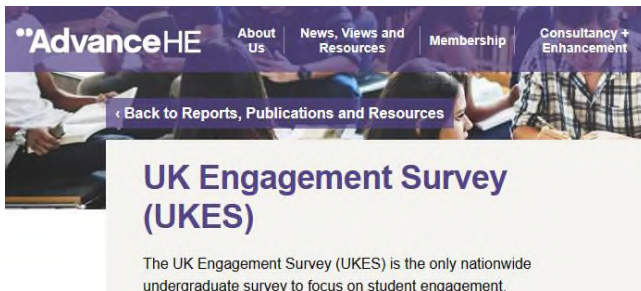 AdvanceHE
About Us
News, Views and Resources
Membership
Consultancy + Enhancement
‹ Back to Reports, Publications and Resources
UK Engagement Survey
(UKES)
The UK Engagement Survey (UKES) is the only nationwide
undergraduate survey to focus on student engagement.